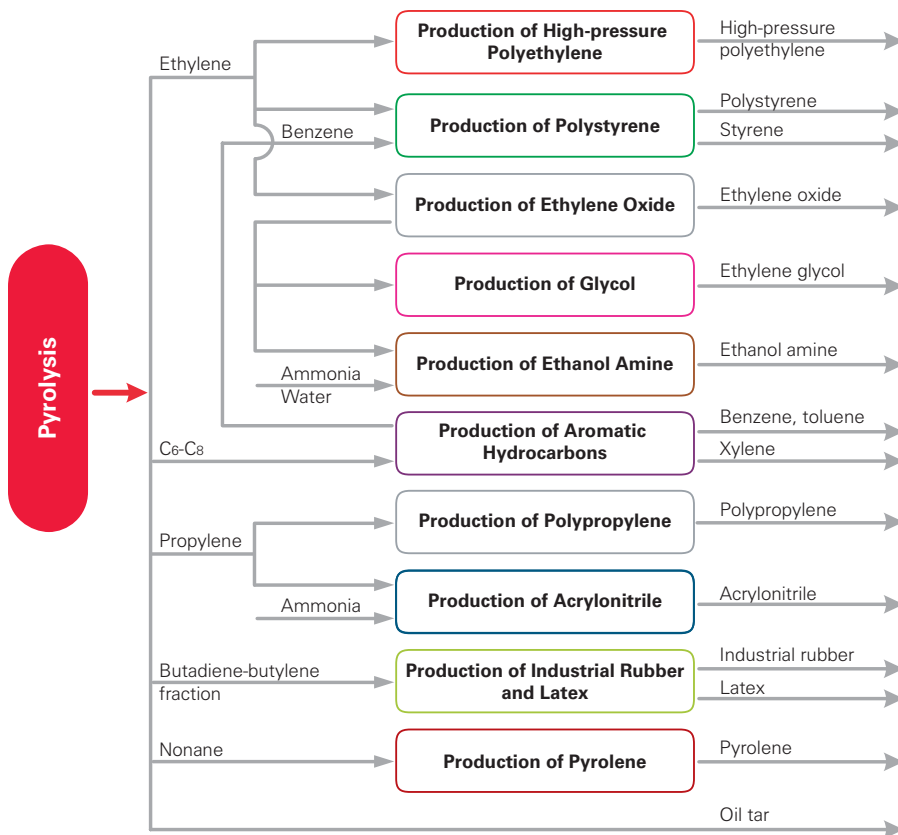 Pyrolysis
Ethylene
Production of High-pressure
Polyethylene
High-pressure
polyethylene
Benzene
Production of Polystyrene
Polystyrene
Styrene
Production of Ethylene Oxide
Ethylene oxide
Production of Glycol
Ethylene glycol
Ammonia
Water
Production of Ethanol Amine
Ethanol amine
C6-C8
Production of Aromatic
Hydrocarbons
Benzene, toluene
Xylene
Propylene
Production of Polypropylene
Polypropylene
Ammonia
Production of Acrylonitrile
Acrylonitrile
Butadiene-butylene
fraction
Production of Industrial Rubber
and Latex
Industrial rubber
Latex
Nonane
Production of Pyrolene
Pyrolene
Oil tar